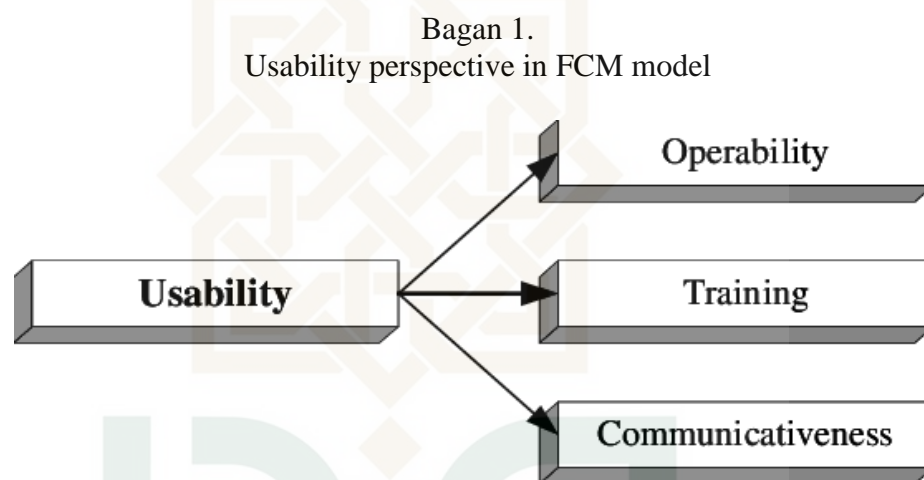 Bagan 1.
Usability perspective in FCM model
Operability
Usability
Training
Communicativeness